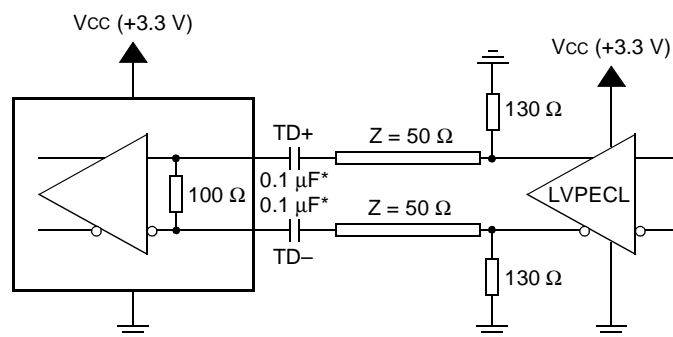 VCC (+3.3 V)
VCC (+3.3 V)
130 Ω
TD+
Z = 50 Ω
0.1 µF*
100 Ω
LVPECL
0.1 µF*
Z = 50 Ω
TD–
130 Ω